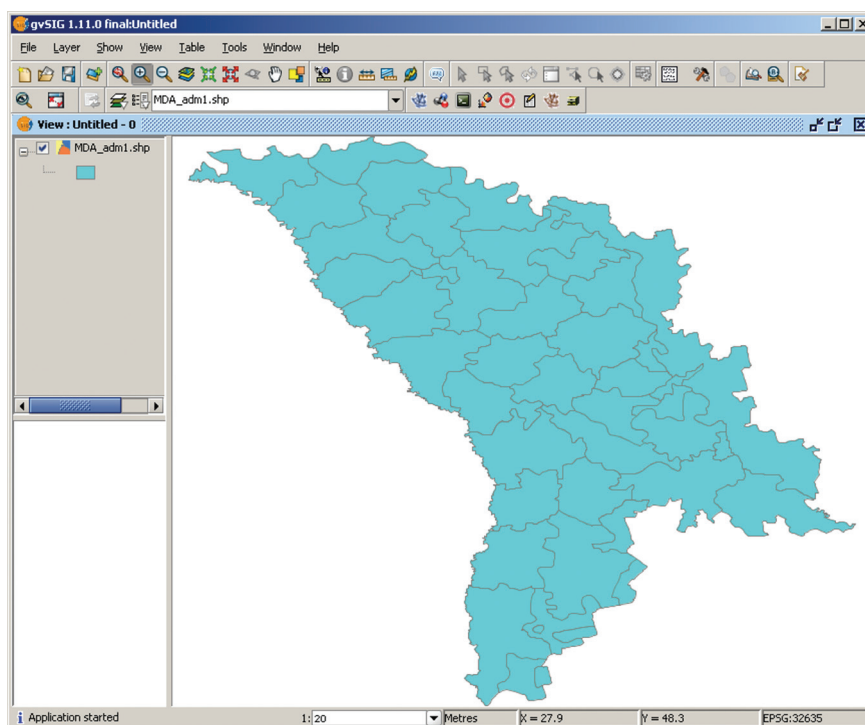 gvSIG 1.11.0 final:Untitled
File Layer Show View Table Tools Window Help
MDA_adm1.shp
View : Untitled - 0
MDA_adm1.shp
Application started 1: 20 Metres X = 27.9 Y = 48.3 EPSG:32635